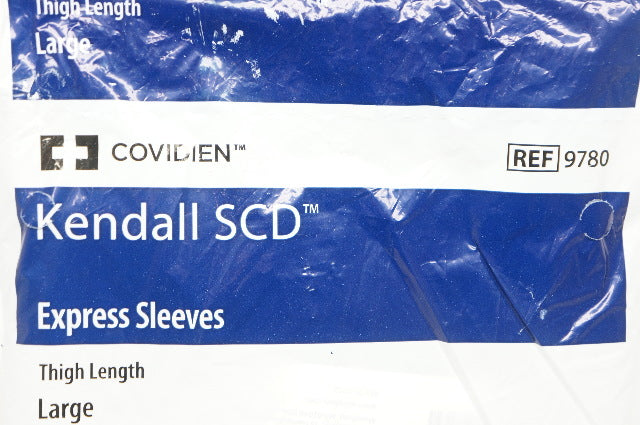 Thigh Length
Large
COVIDIEN™
REF 9780
Kendall SCD™
Express Sleeves
Thigh Length
Large